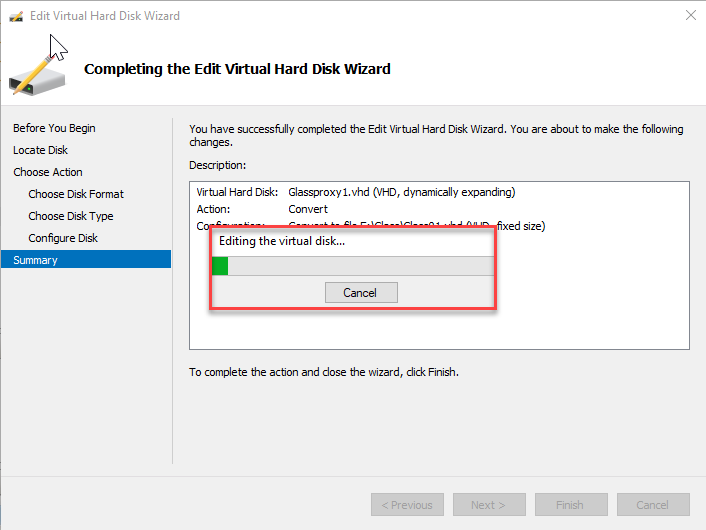 Edit Virtual Hard Disk Wizard
Completing the Edit Virtual Hard Disk Wizard
Before You Begin
Locate Disk
Choose Action
Choose Disk Format
Choose Disk Type
Configure Disk
Summary
You have successfully completed the Edit Virtual Hard Disk Wizard. You are about to make the following
changes.
Description:
Virtual Hard Disk: Glassproxy1.vhd (VHD, dynamically expanding)
Action: Convert
Configuration: Convert to file (VHD, fixed size)
Editing the virtual disk...
Cancel
To complete the action and close the wizard, click Finish.
< Previous
Next >
Finish
Cancel